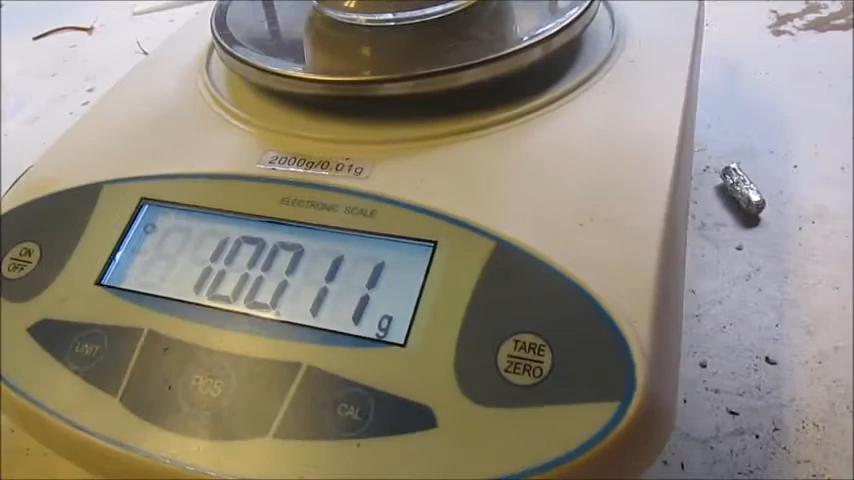 2000g/0.01g
ELECTRONIC SCALE
100.11 g
ON
OFF
UNIT
PCS
CAL
TARE
ZERO